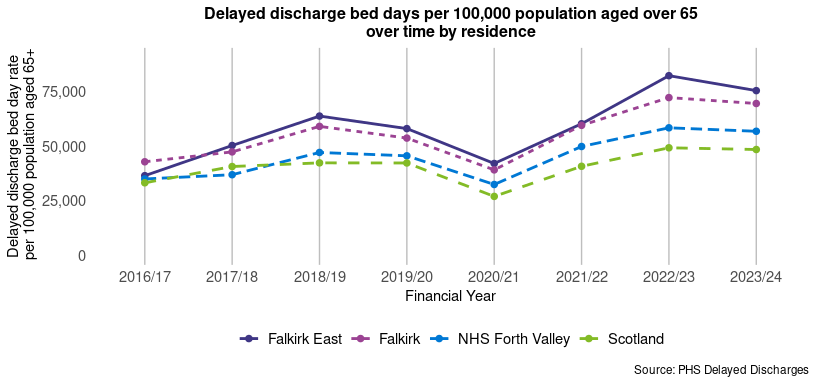 Delayed discharge bed days per 100,000 population aged over 65
over time by residence
Delayed discharge bed day rate
per 100,000 population aged 65+
75,000
50,000
25,000
0
2016/17 2017/18 2018/19 2019/20 2020/21 2021/22 2022/23 2023/24
Financial Year
Falkirk East Falkirk NHS Forth Valley Scotland
Source: PHS Delayed Discharges